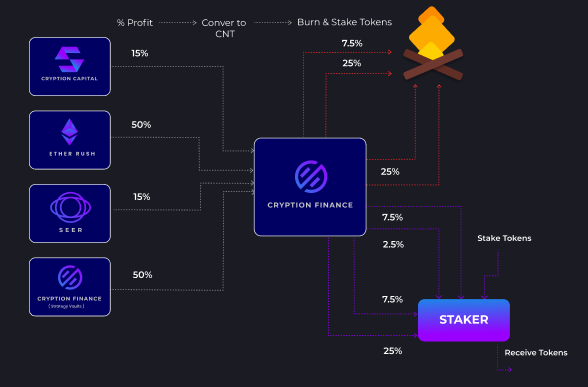 % Profit
Conver to
CNT
Burn & Stake Tokens
15%
CRYPTION CAPITAL
50%
ETHER RUSH
15%
SEER
50%
CRYPTION FINANCE
(Strategy Vaults)
CRYPTION FINANCE
7.5%
25%
25%
7.5%
2.5%
7.5%
25%
Stake Tokens
STAKER
Receive Tokens